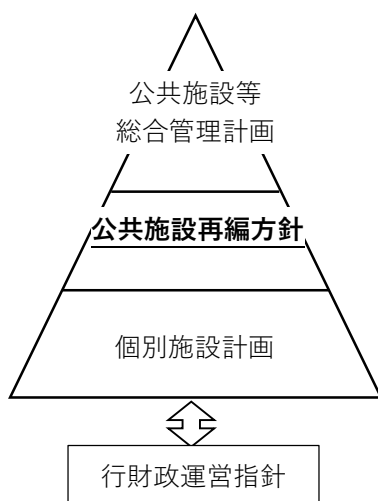 公共施設等
総合管理計画
公共施設再編方針
個別施設計画
行財政運営指針